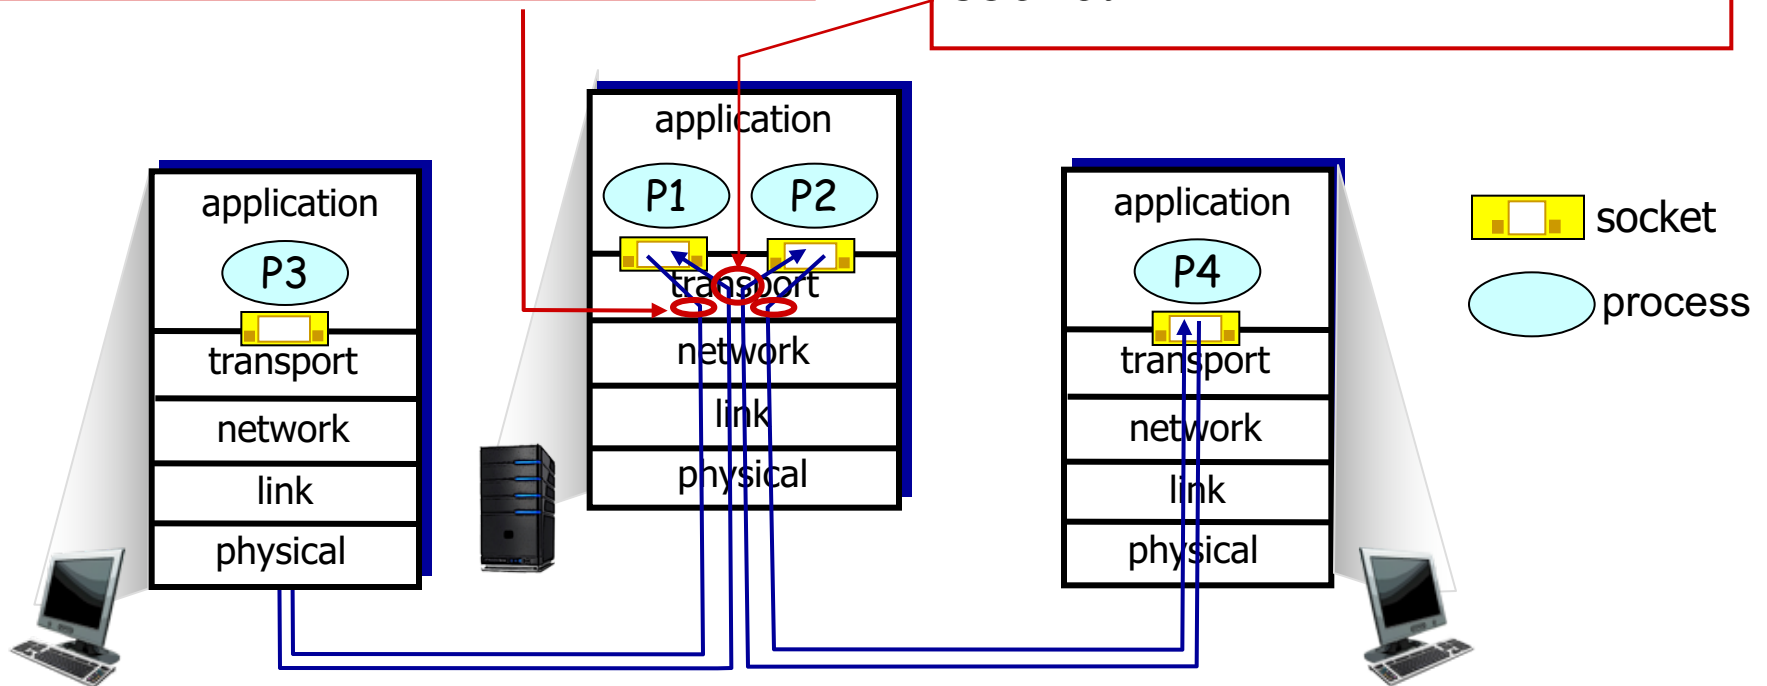 application
P1 P2
transport
network
link
physical
application
P3
transport
network
link
physical
application
P4
transport
network
link
physical
socket
process